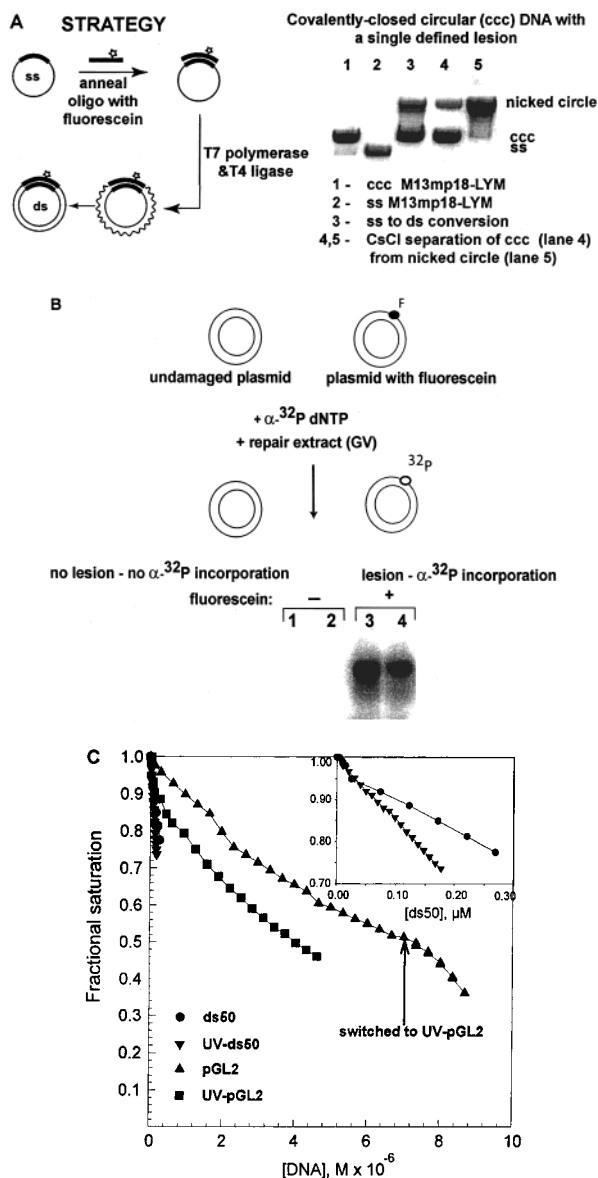 A
STRATEGY
ss
anneal
oligo with
fluorescein
T7 polymerase
&T4 ligase
ds
Covalently-closed circular (ccc) DNA with
a single defined lesion
1 2 3 4 5
nicked circle
ccc
ss
1 - ccc M13mp18-LYM
2 - ss M13mp18-LYM
3 - ss to ds conversion
4,5 - CsCl separation of ccc (lane 4)
from nicked circle (lane 5)
B
F
undamaged plasmid
plasmid with fluorescein
+ α-32P dNTP
+ repair extract (GV)
32P
no lesion - no α-32P incorporation
lesion - α-32P incorporation
fluorescein: – +
1 2 3 4
C
1.0
0.9
0.8
0.7
0.6
0.5
0.4
0.3
0.2
0.1
Fractional saturation
0 2 4 6 8 10
[DNA], M x 10-6
ds50
UV-ds50
pGL2
UV-pGL2
switched to UV-pGL2
1.00
0.90
0.80
0.70
0.00 0.10 0.20 0.30
[ds50], μM